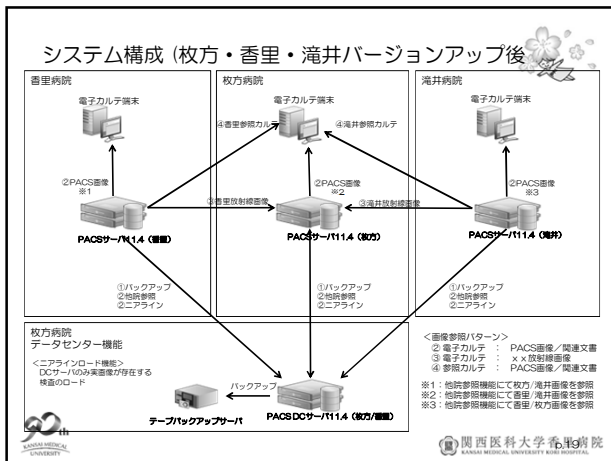 システム構成 (枚方・香里・滝井バージョンアップ後
香里病院
枚方病院
滝井病院
電子カルテ端末
電子カルテ端末
電子カルテ端末
④香里参照カルテ
④滝井参照カルテ
②PACS画像
※1
②PACS画像
※2
②PACS画像
※3
③香里放射線画像
③滝井放射線画像
PACSサーバ11.4（香里）
PACSサーバ11.4（枚方）
PACSサーバ11.4（滝井）
①バックアップ
②他院参照
②ニアライン
①バックアップ
②他院参照
②ニアライン
①バックアップ
②他院参照
②ニアライン
枚方病院
データセンター機能
＜ニアラインロード機能＞
DCサーバのみ実画像が存在する
検査のロード
バックアップ
テープバックアップサーバ
PACS DCサーバ11.4（枚方/香里）
＜画像参照パターン＞
② 電子カルテ ： PACS画像／関連文書
③ 電子カルテ ： ｘｘ放射線画像
④ 参照カルテ ： PACS画像／関連文書
※1：他院参照機能にて枚方/滝井画像を参照
※2：他院参照機能にて香里/滝井画像を参照
※3：他院参照機能にて香里/枚方画像を参照
90th
KANSAI MEDICAL
UNIVERSITY
関西医科大学香里病院
KANSAI MEDICAL UNIVERSITY KORI HOSPITAL
p.19